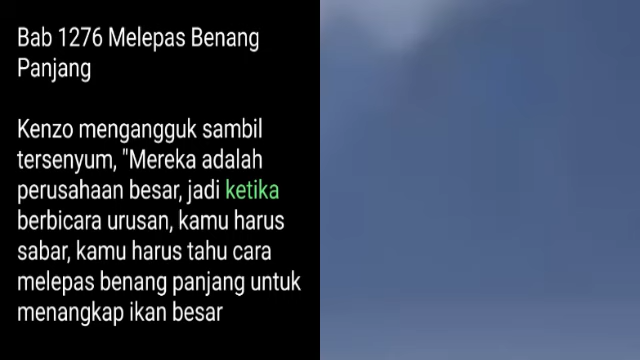 Bab 1276 Melepas Benang
Panjang
Kenzo mengangguk sambil
tersenyum, "Mereka adalah
perusahaan besar, jadi ketika
berbicara urusan, kamu harus
sabar, kamu harus tahu cara
melepas benang panjang untuk
menangkap ikan besar